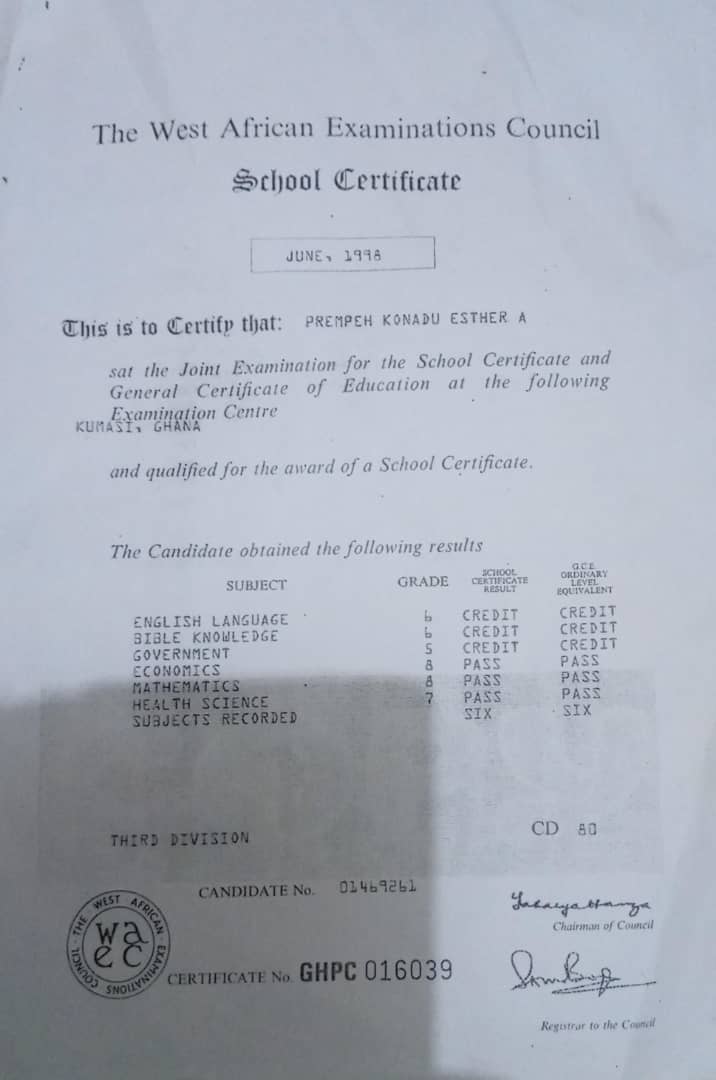 The West African Examinations Council
School Certificate
JUNE, 1998
This is to Certify that: PREMPEH KONADU ESTHER A
sat the Joint Examination for the School Certificate and
General Certificate of Education at the following
Examination Centre
KUMASI, GHANA
and qualified for the award of a School Certificate.
The Candidate obtained the following results
SUBJECT GRADE SCHOOL CERTIFICATE RESULT G.C.E. ORDINARY LEVEL EQUIVALENT
ENGLISH LANGUAGE 6 CREDIT CREDIT
BIBLE KNOWLEDGE 6 CREDIT CREDIT
GOVERNMENT 5 CREDIT CREDIT
ECONOMICS 8 PASS PASS
MATHEMATICS 8 PASS PASS
HEALTH SCIENCE 7 PASS PASS
SUBJECTS RECORDED SIX SIX
THIRD DIVISION
CD 80
CANDIDATE No. 01469261
Chairman of Council
THE WEST AFRICAN EXAMINATIONS COUNCIL
waec
CERTIFICATE No. GHPC 016039
Registrar to the Council